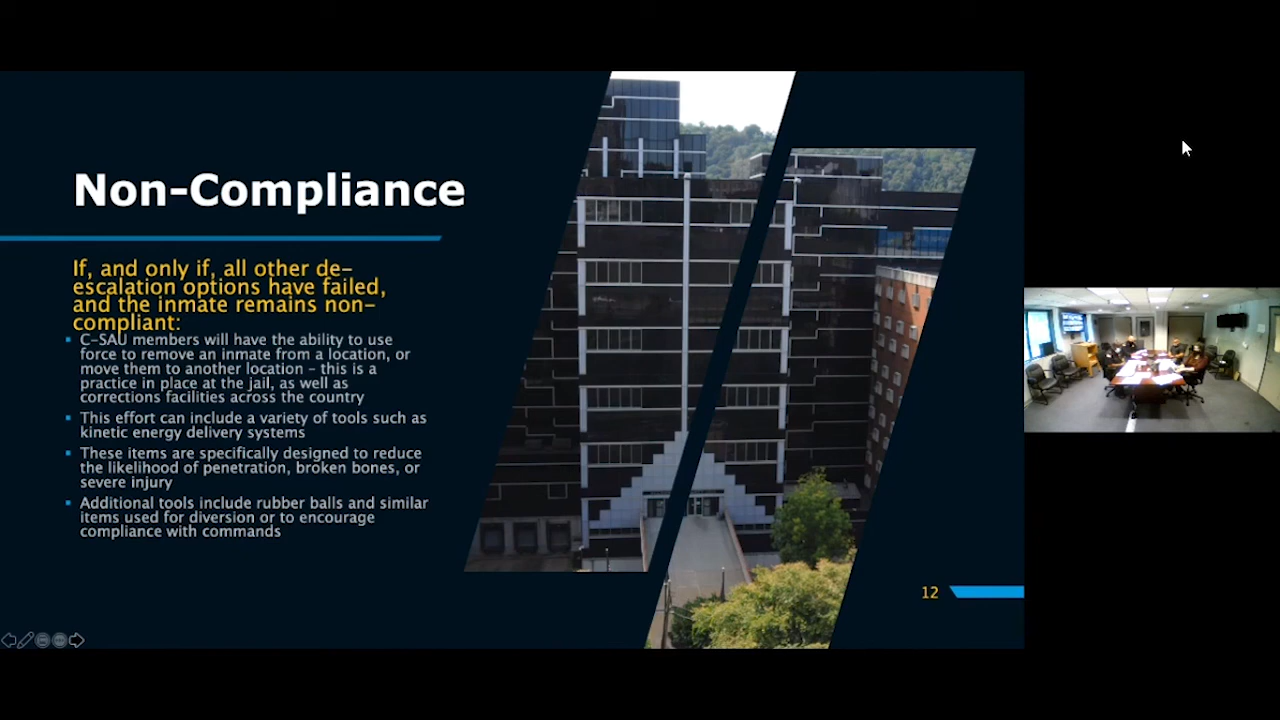 Non-Compliance
If, and only if, all other de-
escalation options have failed,
and the inmate remains non-
compliant:
C-SAU members will have the ability to use
force to remove an inmate from a location, or
move them to another location – this is a
practice in place at the jail, as well as
corrections facilities across the country
This effort can include a variety of tools such as
kinetic energy delivery systems
These items are specifically designed to reduce
the likelihood of penetration, broken bones, or
severe injury
Additional tools include rubber balls and similar
items used for diversion or to encourage
compliance with commands
12